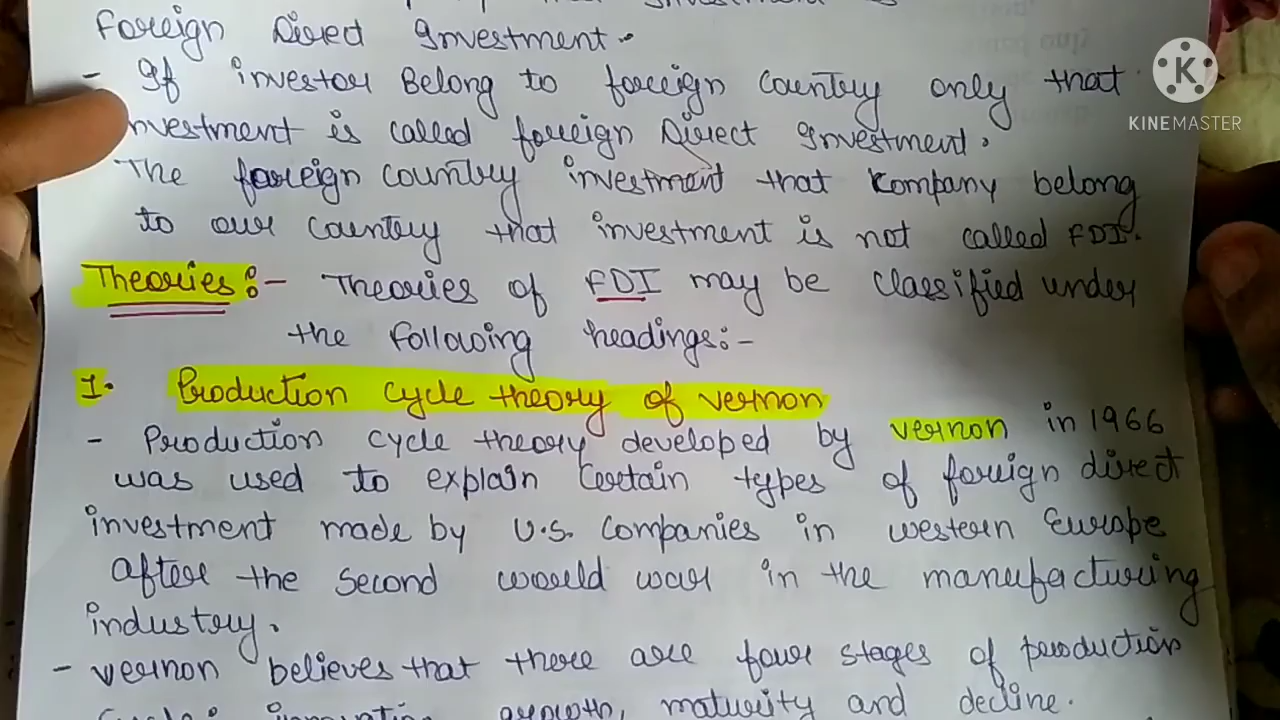 Foreign Direct Investment.
- If investor Belong to foreign Country only that
nvestment is called foreign Direct Investment.
The foreign country investment that Company belong
to our Country that investment is not called FDI.
Theories:- Theories of FDI may be Classified under
the following headings:-
1. Production cycle theory of vernon
- Production cycle theory developed by vernon in 1966
was used to explain Certain types of foreign direct
investment made by U.S. Companies in western Europe
after the Second would war in the manufacturing
industry.
- vernon believes that there are four stages of production
growth, maturity and decline.
K
KINEMASTER